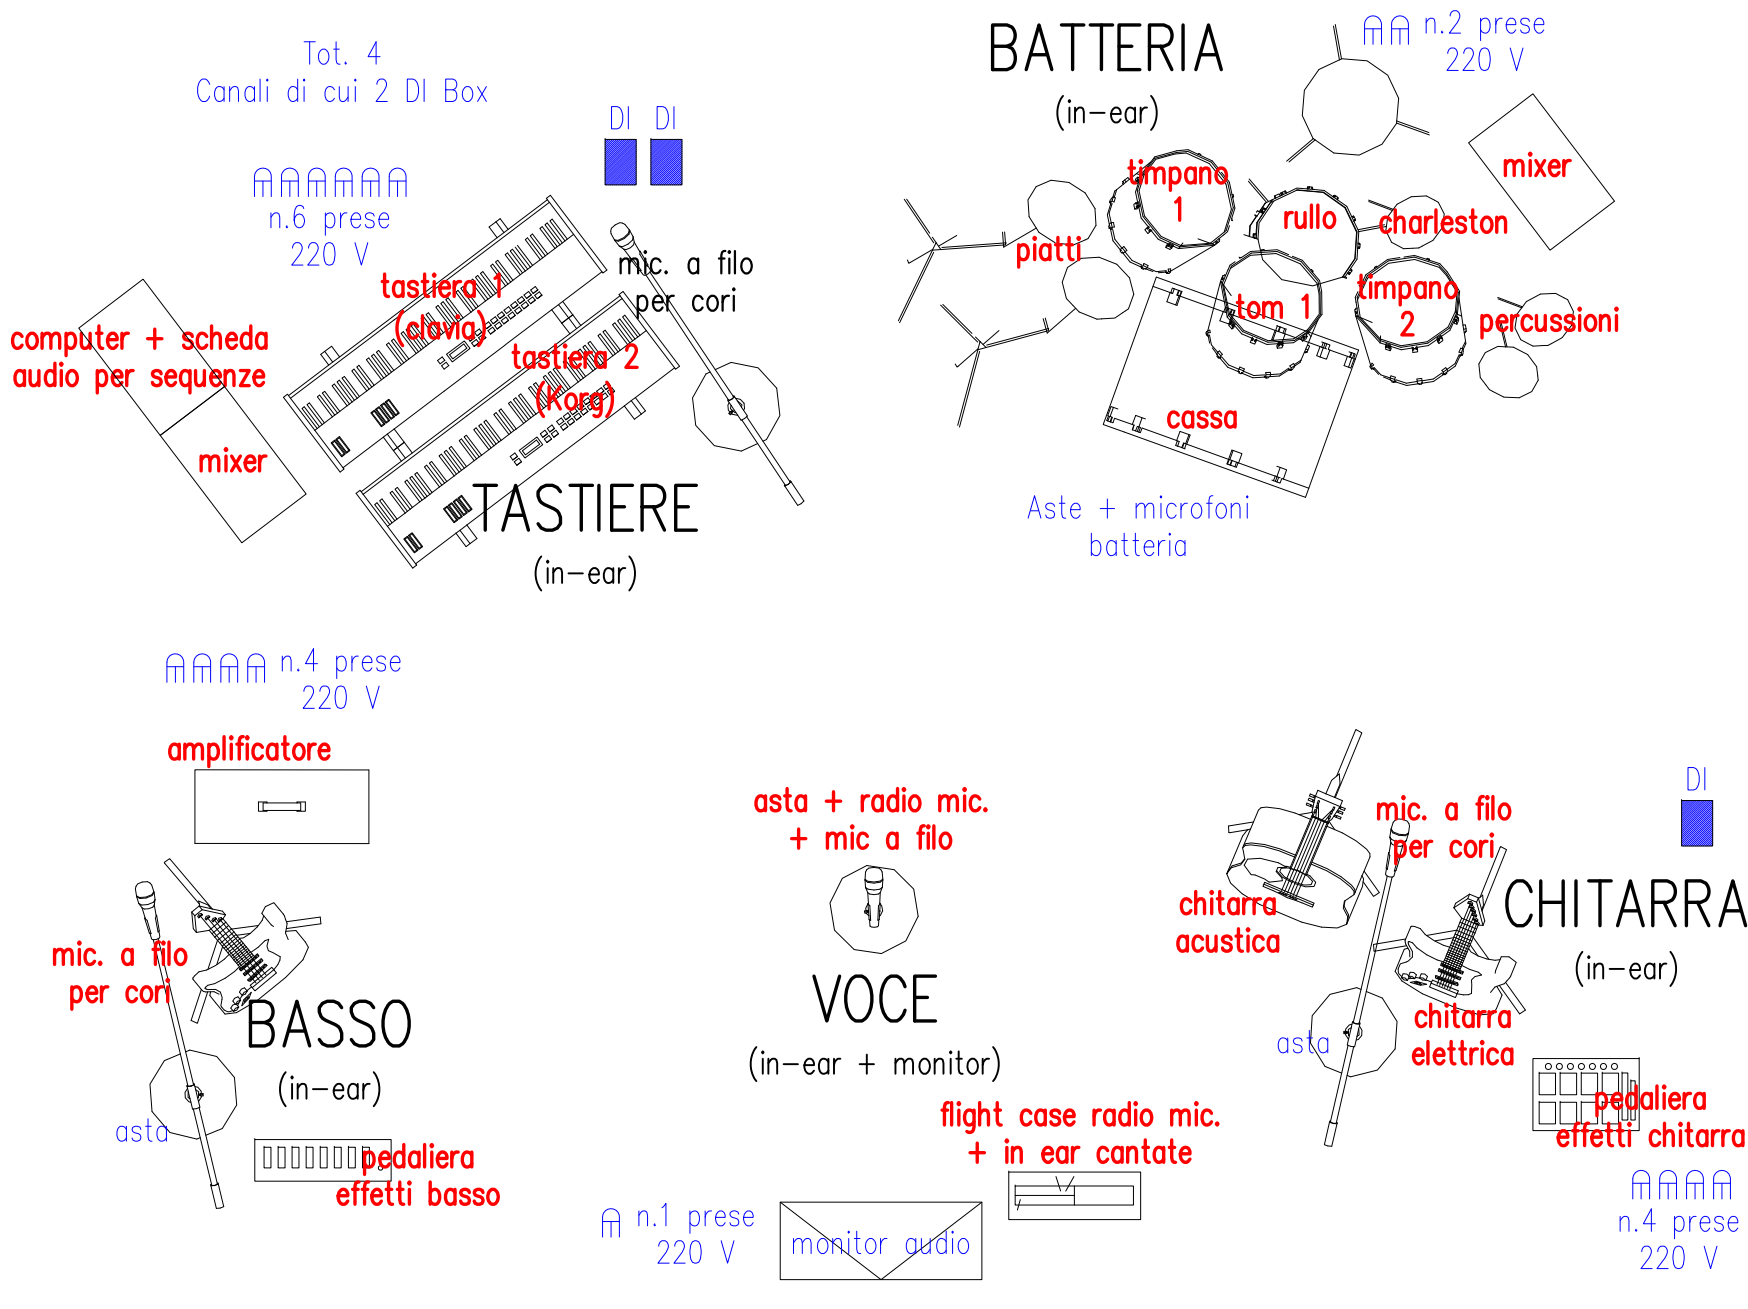 Tot. 4
Canali di cui 2 DI Box
DI DI
n.6 prese
220 V
tastiera 1
(clavia)
mic. a filo
per cori
computer + scheda
audio per sequenze
tastiera 2
(Korg)
mixer
TASTIERE
(in-ear)
BATTERIA
(in-ear)
n.2 prese
220 V
mixer
timpano
1
rullo
charleston
piatti
tom 1
timpano
2
percussioni
cassa
Aste + microfoni
batteria
n.4 prese
220 V
amplificatore
mic. a filo
per cori
BASSO
(in-ear)
asta
pedaliera
effetti basso
asta + radio mic.
+ mic a filo
VOCE
(in-ear + monitor)
flight case radio mic.
+ in ear cantate
n.1 prese
220 V
monitor audio
DI
mic. a filo
per cori
chitarra
acustica
CHITARRA
(in-ear)
chitarra
elettrica
asta
pedaliera
effetti chitarra
n.4 prese
220 V